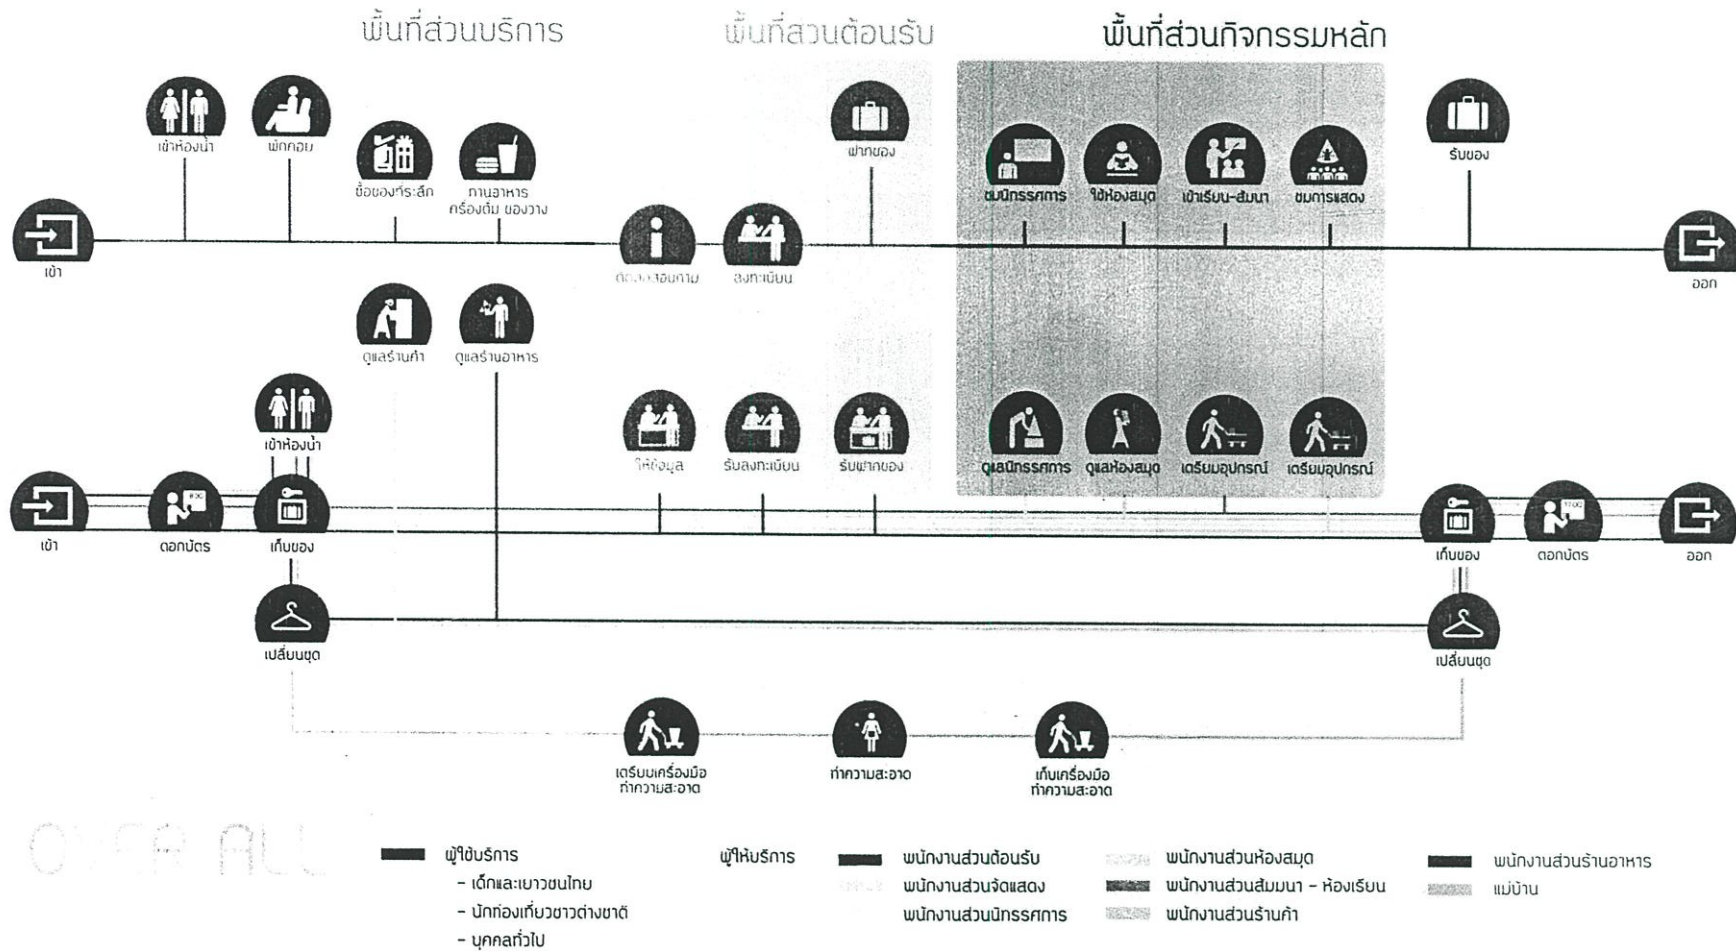 พื้นที่ส่วนบริการ
พื้นที่ส่วนต้อนรับ
พื้นที่ส่วนกิจกรรมหลัก
เข้าห้องน้ำ
พักคอย
ซื้อของที่ระลึก
ทานอาหาร
เครื่องดื่ม ของว่าง
ฝากของ
ชมนิทรรศการ
ใช้ห้องสมุด
เข้าเรียน-สัมนา
ชมการแสดง
รับของ
เข้า
ติดต่อสอบถาม
ลงทะเบียน
ออก
ดูแลร้านค้า
ดูแลร้านอาหาร
เข้าห้องน้ำ
ให้ข้อมูล
รับลงทะเบียน
รับฝากของ
ดูแลนิทรรศการ
ดูแลห้องสมุด
เตรียมอุปกรณ์
เตรียมอุปกรณ์
8:00
17:00
เข้า
ตอกบัตร
เก็บของ
เก็บของ
ตอกบัตร
ออก
เปลี่ยนชุด
เปลี่ยนชุด
เตรียมเครื่องมือ
ทำความสะอาด
ทำความสะอาด
เก็บเครื่องมือ
ทำความสะอาด
OVER ALL
ผู้ใช้บริการ
- เด็กและเยาวชนไทย
- นักท่องเที่ยวชาวต่างชาติ
- บุคคลทั่วไป
ผู้ให้บริการ
พนักงานส่วนต้อนรับ
พนักงานส่วนจัดแสดง
พนักงานส่วนนิทรรศการ
พนักงานส่วนห้องสมุด
พนักงานส่วนสัมมนา - ห้องเรียน
พนักงานส่วนร้านค้า
พนักงานส่วนร้านอาหาร
แม่บ้าน